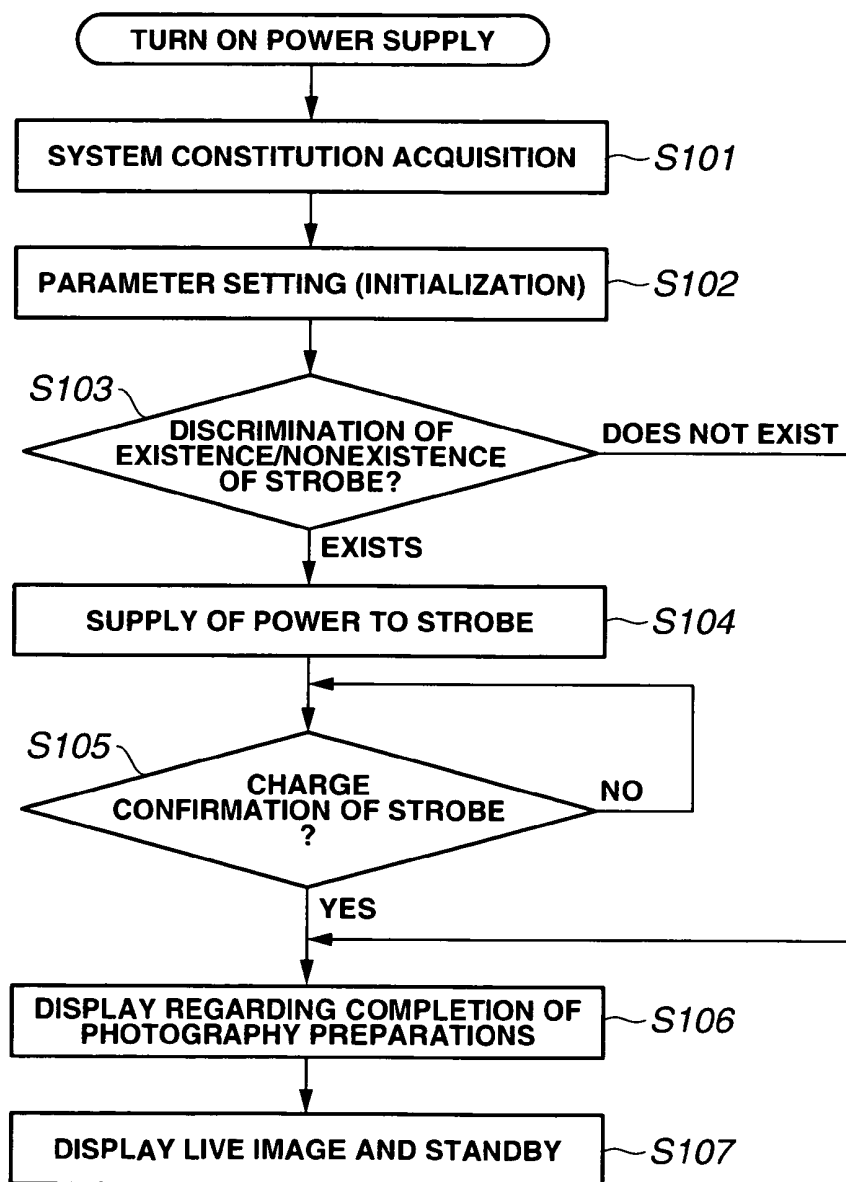 TURN ON POWER SUPPLY
SYSTEM CONSTITUTION ACQUISITION
S101
PARAMETER SETTING (INITIALIZATION)
S102
S103
DISCRIMINATION OF
EXISTENCE/NONEXISTENCE
OF STROBE?
DOES NOT EXIST
EXISTS
SUPPLY OF POWER TO STROBE
S104
S105
CHARGE
CONFIRMATION OF STROBE
?
NO
YES
DISPLAY REGARDING COMPLETION OF
PHOTOGRAPHY PREPARATIONS
S106
DISPLAY LIVE IMAGE AND STANDBY
S107